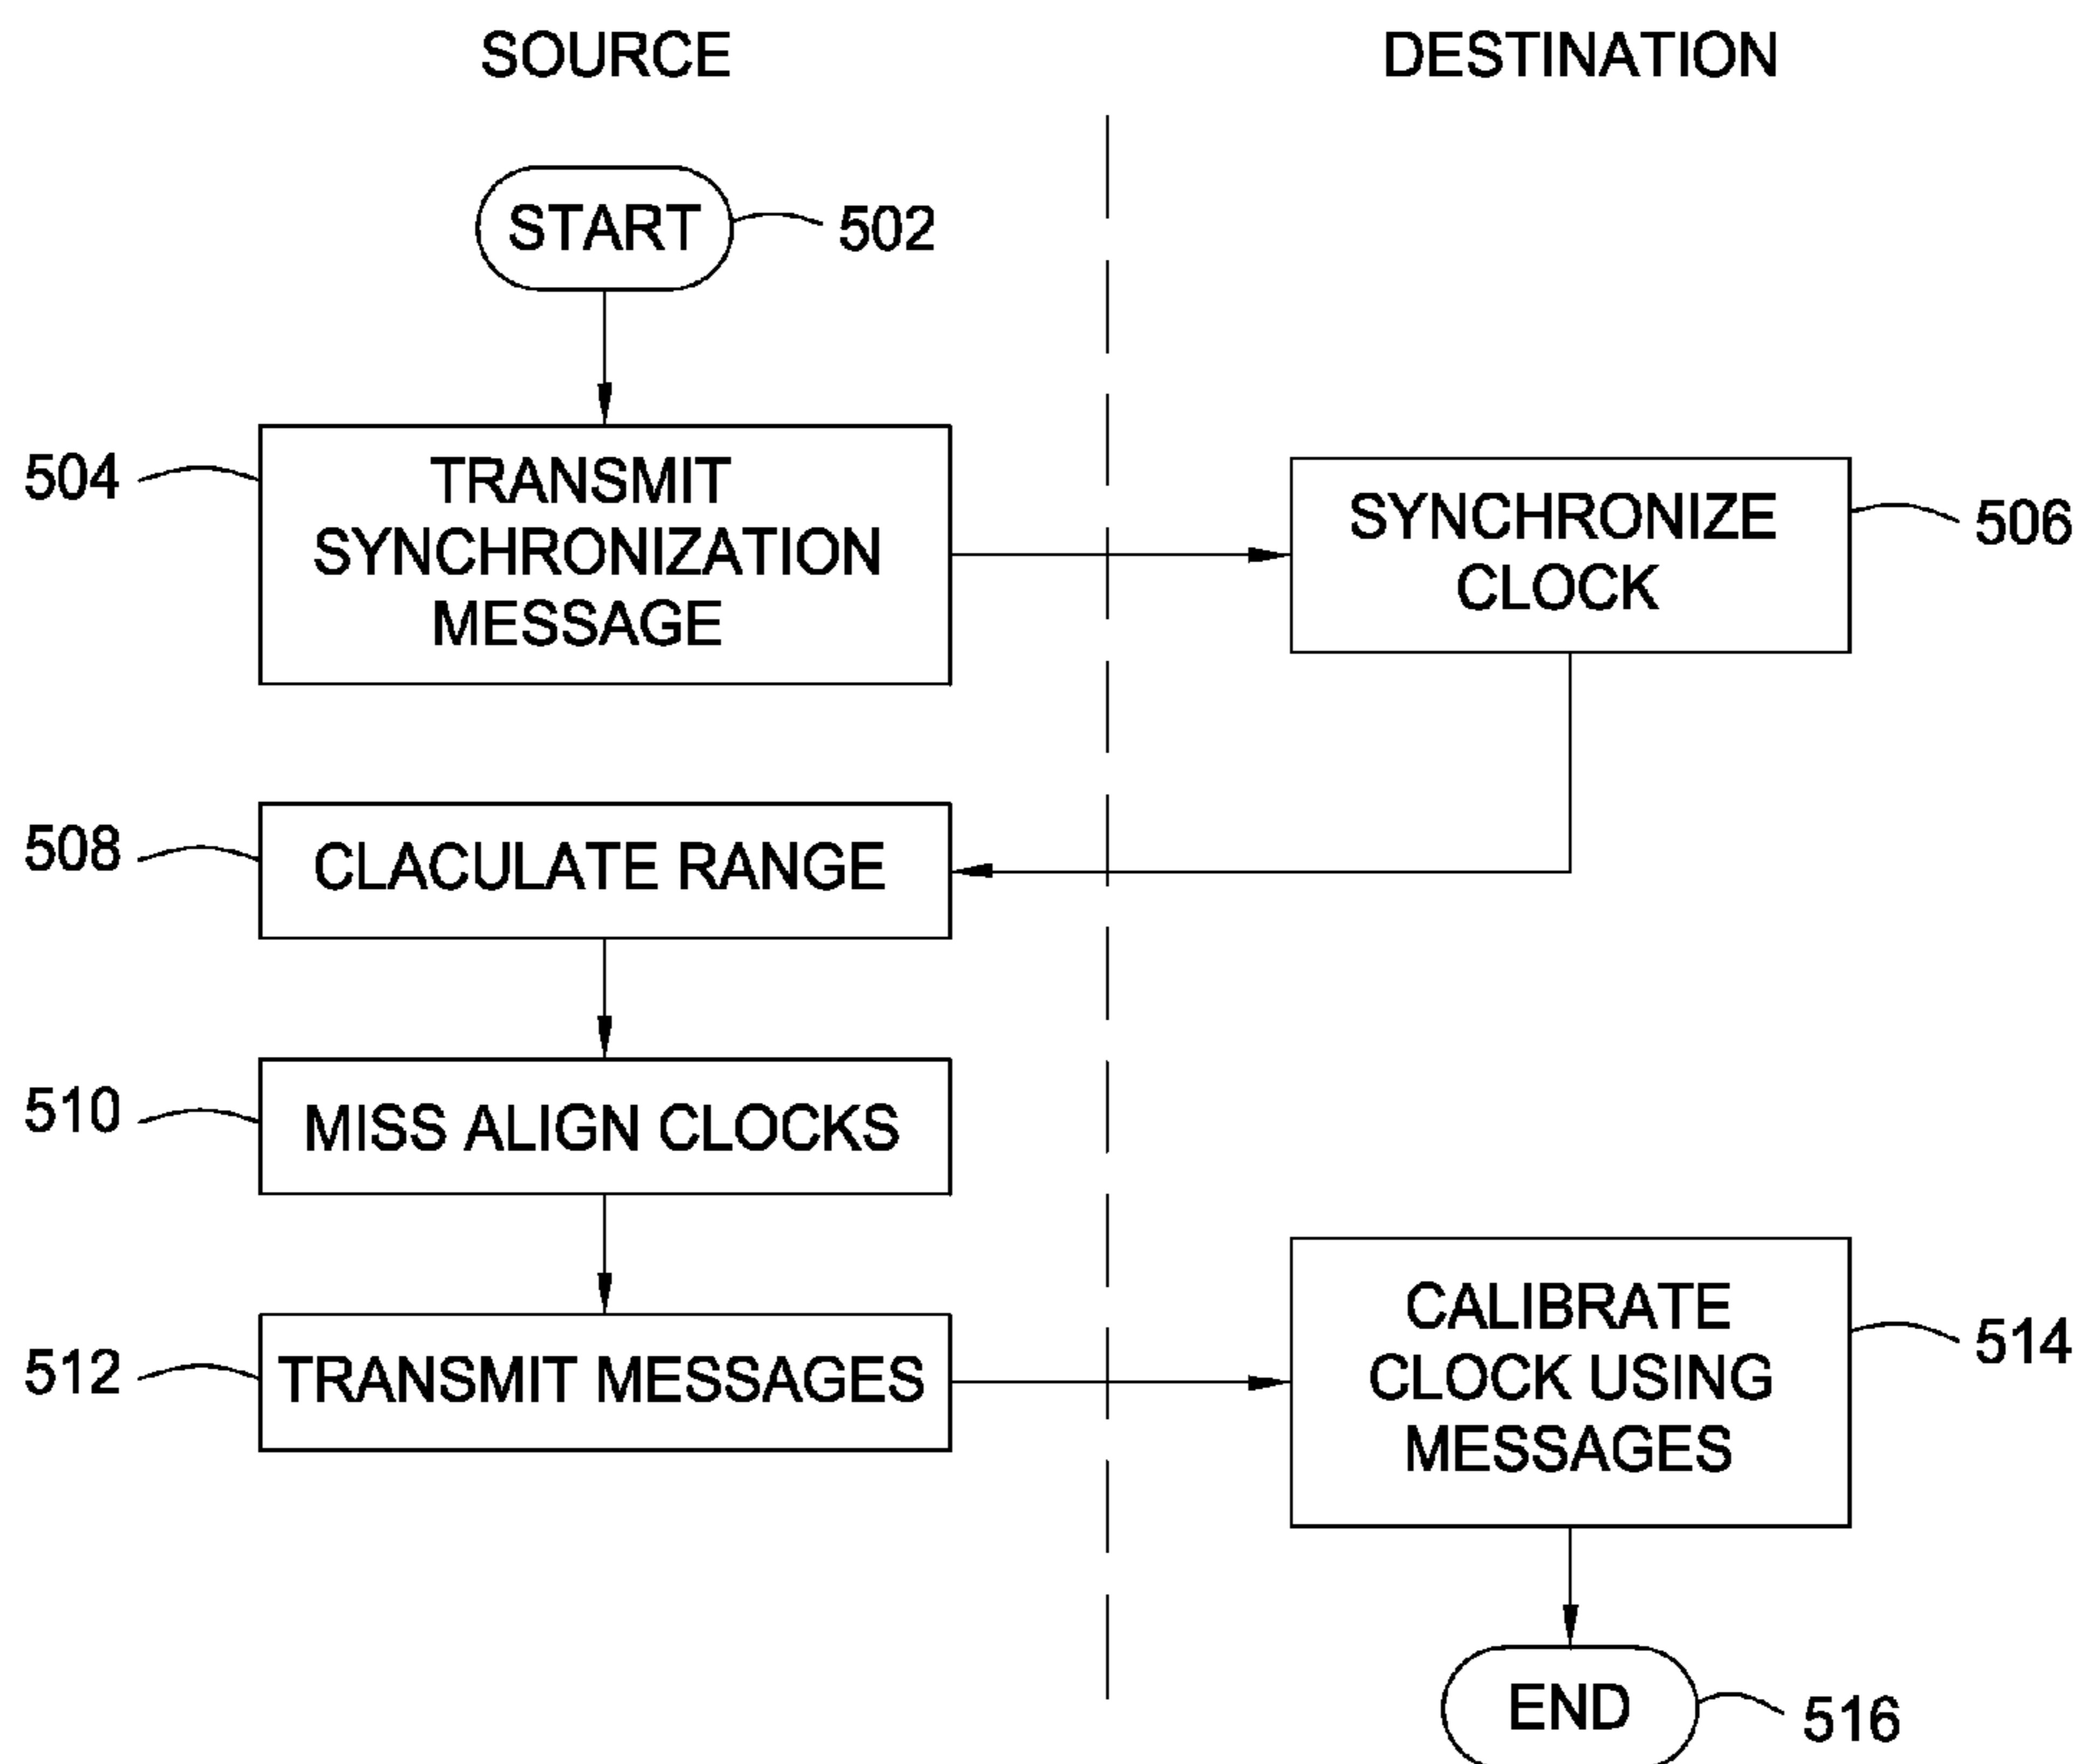 SOURCE
DESTINATION
START
502
504
TRANSMIT
SYNCHRONIZATION
MESSAGE
SYNCHRONIZE
CLOCK
506
508
CLACULATE RANGE
510
MISS ALIGN CLOCKS
512
TRANSMIT MESSAGES
CALIBRATE
CLOCK USING
MESSAGES
514
END
516